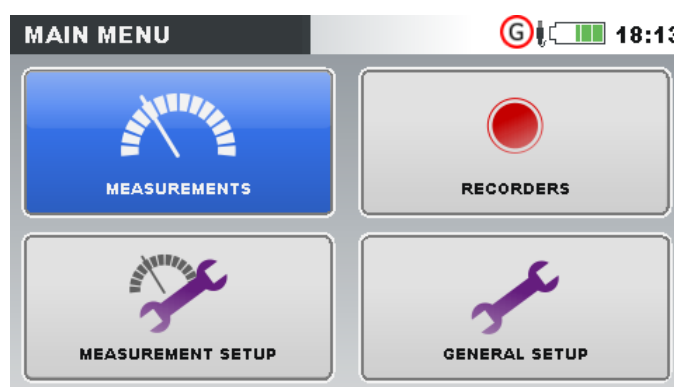 MAIN MENU
G 18:13
MEASUREMENTS
RECORDERS
MEASUREMENT SETUP
GENERAL SETUP